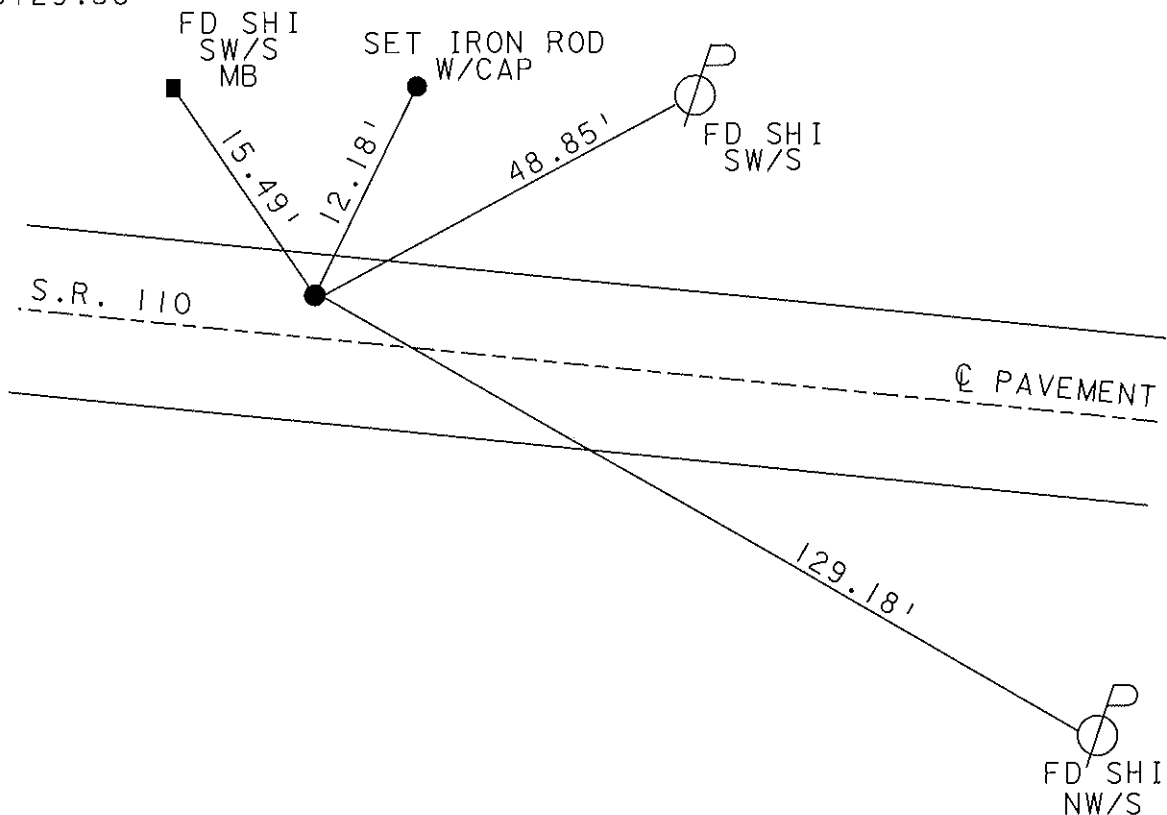 FD SHI
SW/S
MB
SET IRON ROD
W/CAP
FD SHI
SW/S
15.49'
12.18'
48.85'
S.R. 110
℄ PAVEMENT
129.18'
FD SHI
NW/S